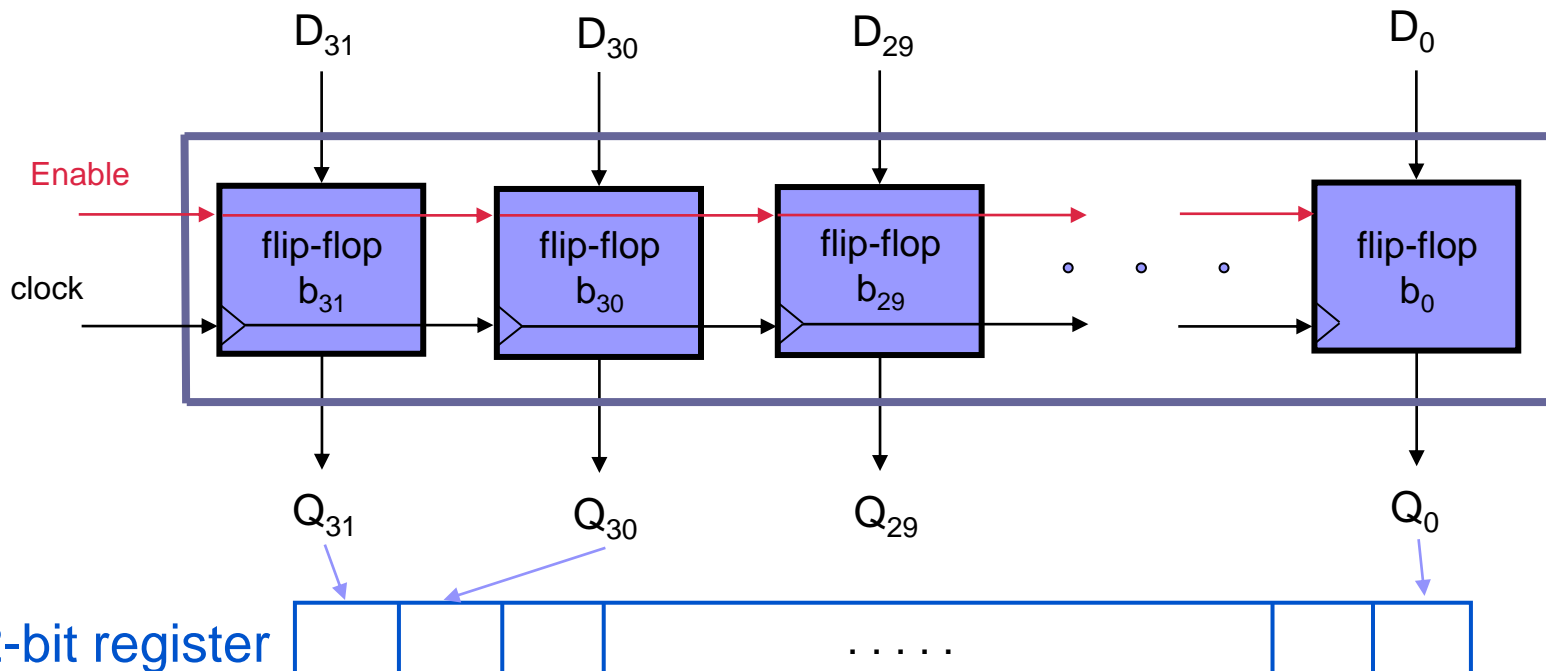 D31 D30 D29 D0
Enable
flip-flop flip-flop flip-flop flip-flop
clock b31 b30 b29 . . . b0
Q31 Q30 Q29 Q0
-bit register . . . . .